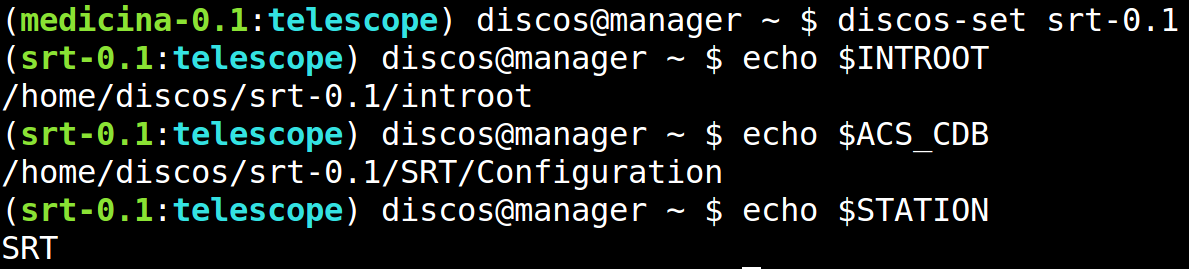 (medicina-0.1:telescope) discos@manager ~ $ discos-set srt-0.1
(srt-0.1:telescope) discos@manager ~ $ echo $INTROOT
/home/discos/srt-0.1/introot
(srt-0.1:telescope) discos@manager ~ $ echo $ACS_CDB
/home/discos/srt-0.1/SRT/Configuration
(srt-0.1:telescope) discos@manager ~ $ echo $STATION
SRT